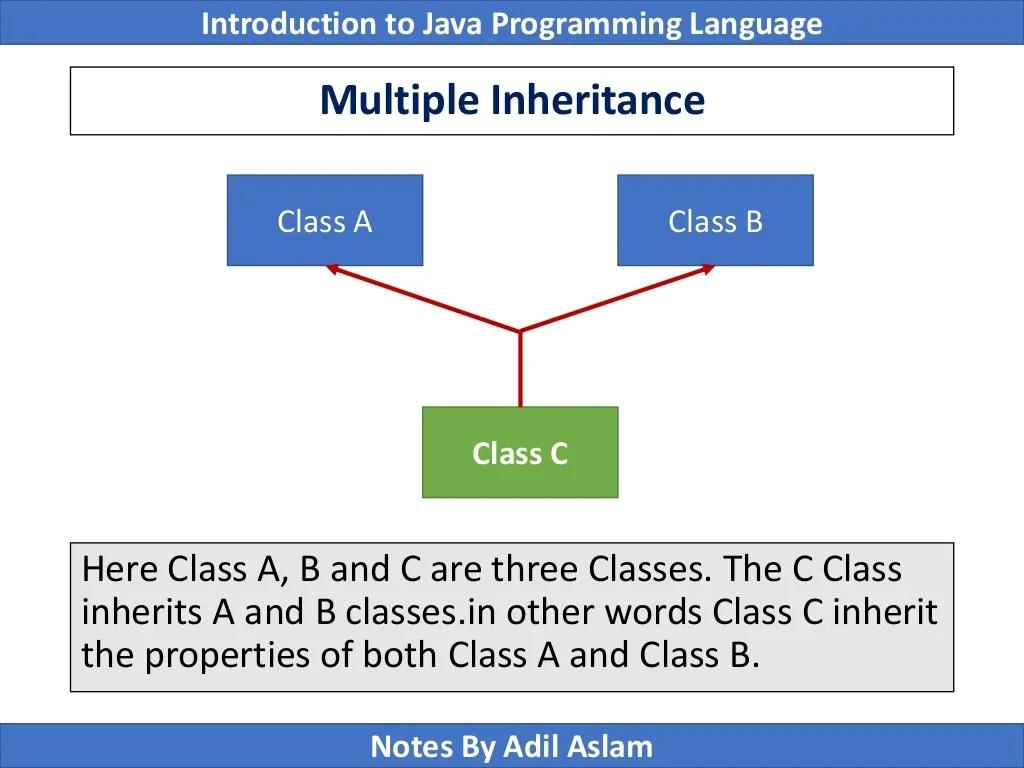 Introduction to Java Programming Language
Multiple Inheritance
Class A
Class B
Class C
Here Class A, B and C are three Classes. The C Class
inherits A and B classes.in other words Class C inherit
the properties of both Class A and Class B.
Notes By Adil Aslam